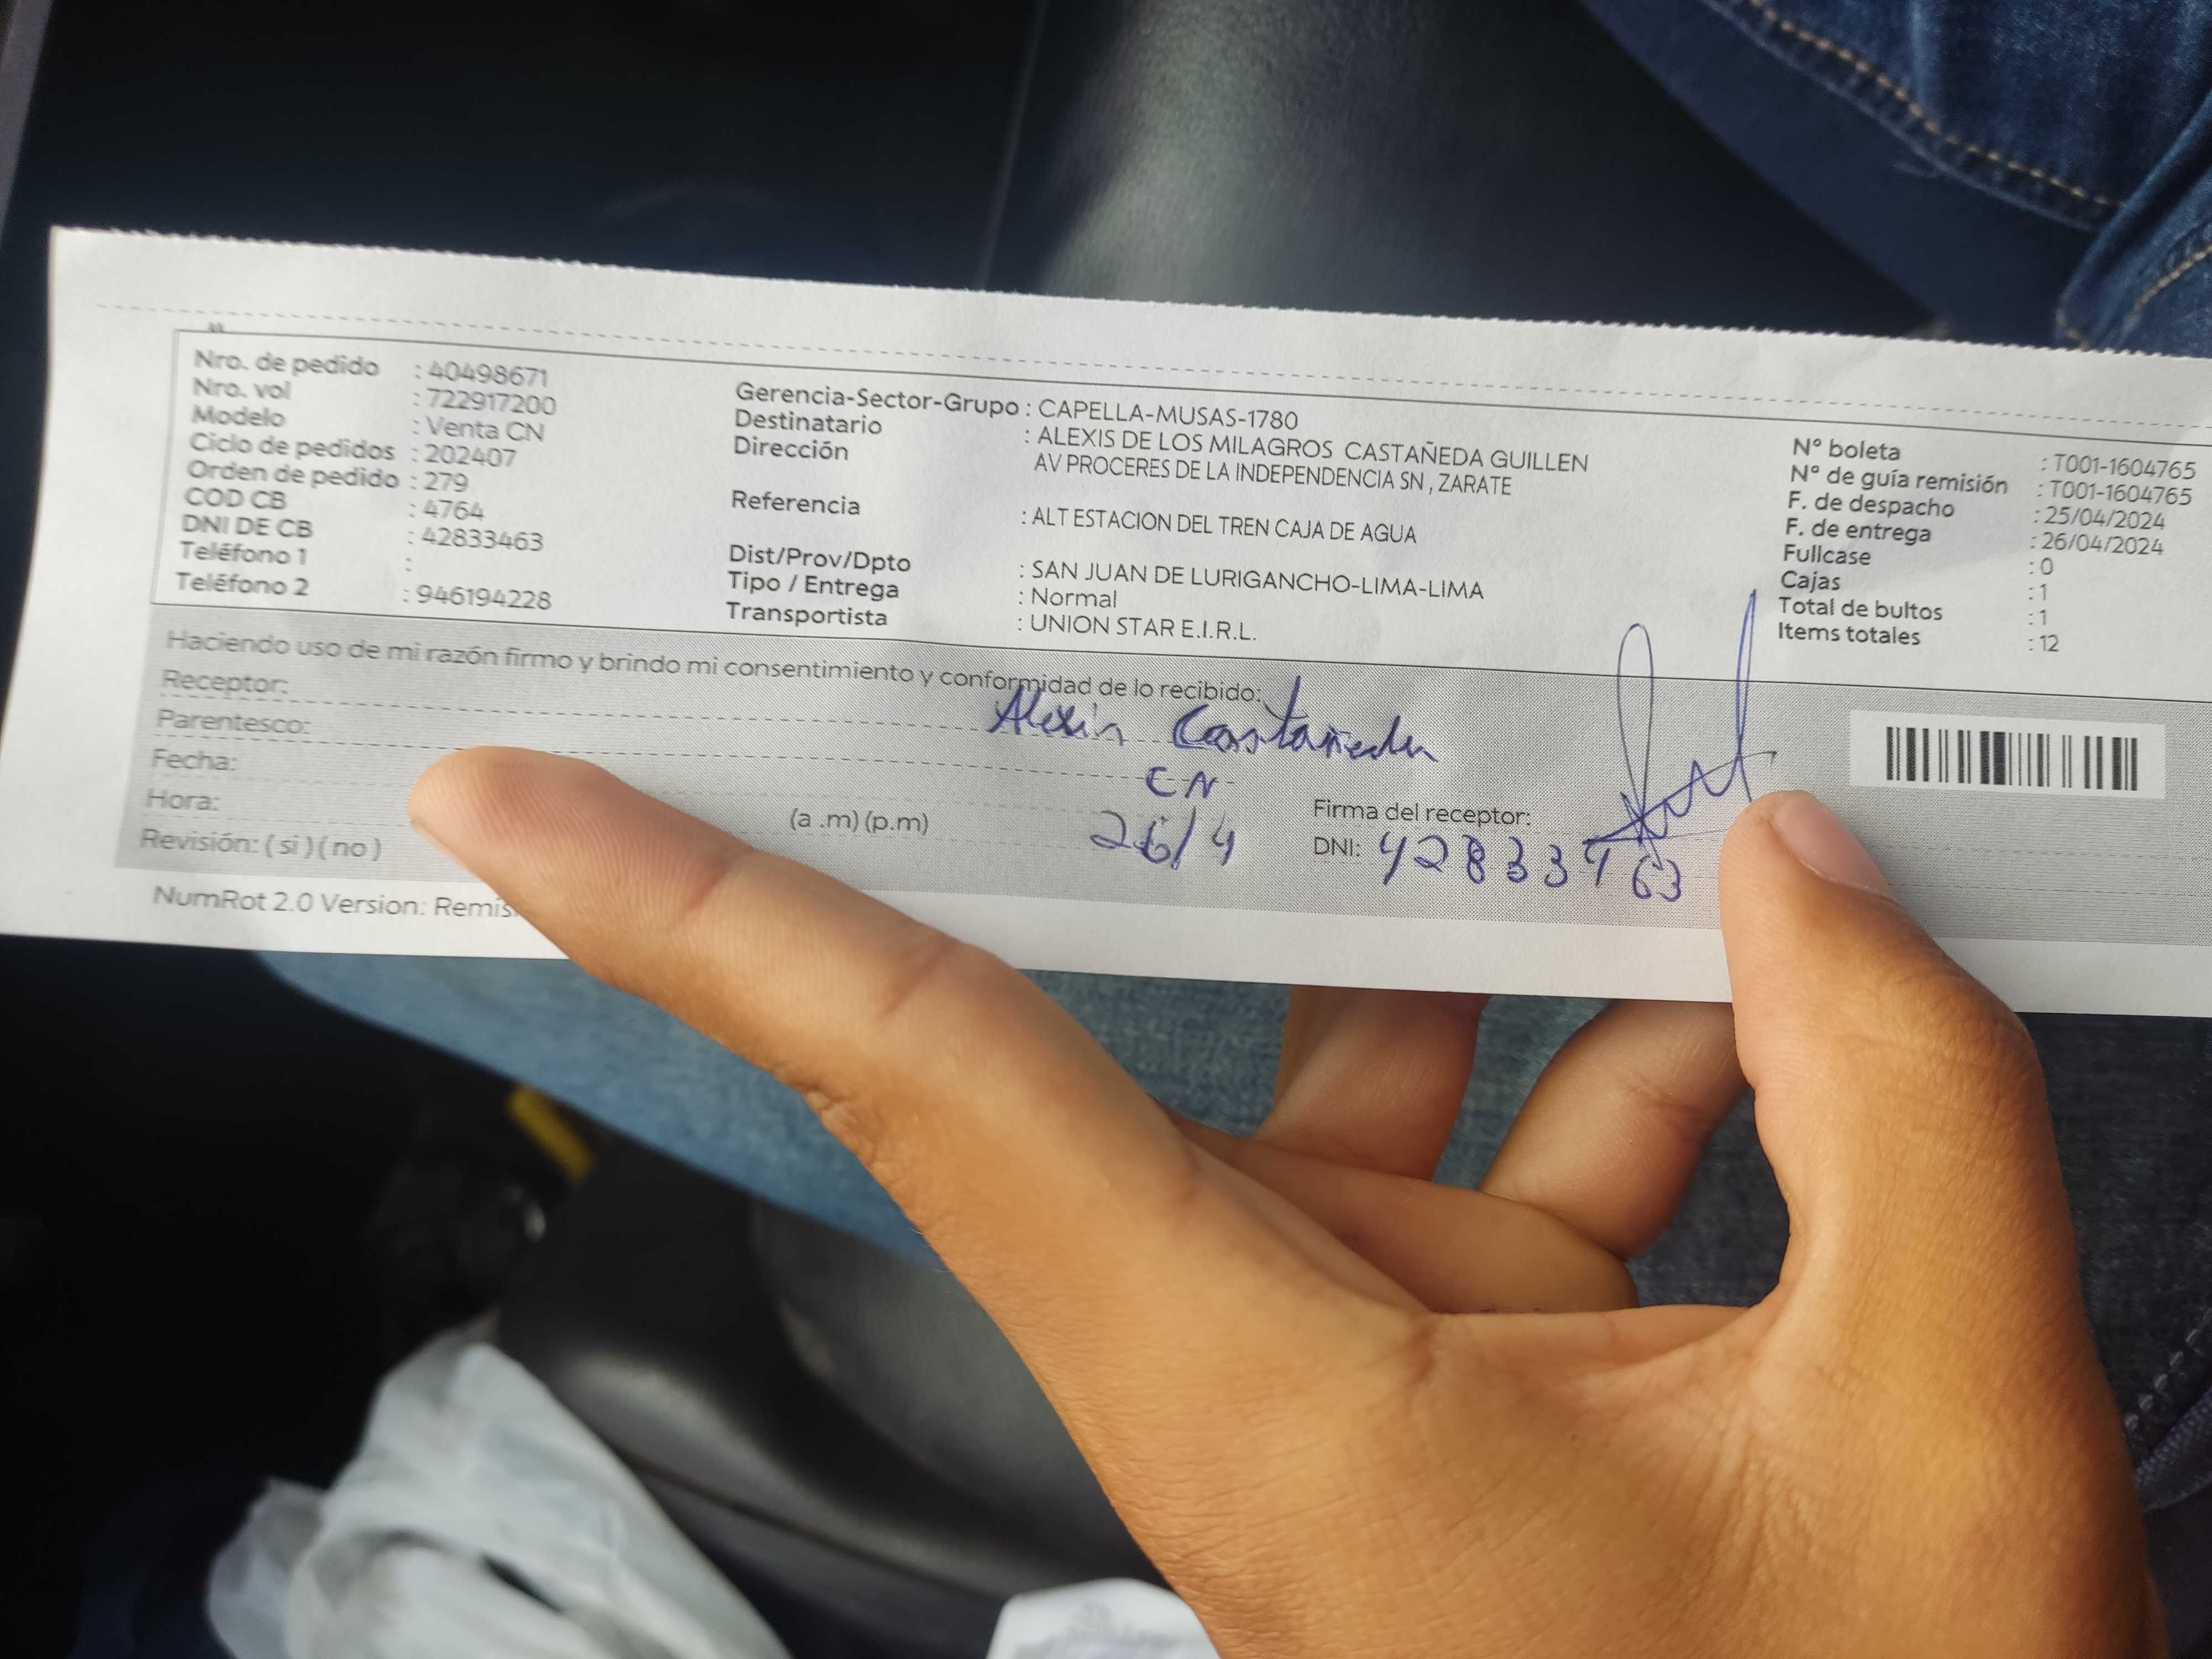 Nro. de pedido : 40498671
Nro. vol : 722917200
Modelo : Venta CN
Ciclo de pedidos : 202407
Orden de pedido : 279
COD CB : 4764
DNI DE CB : 42833463
Teléfono 1 :
Teléfono 2 : 946194228
Gerencia-Sector-Grupo : CAPELLA-MUSAS-1780
Destinatario : ALEXIS DE LOS MILAGROS CASTAÑEDA GUILLEN
Dirección AV PROCERES DE LA INDEPENDENCIA SN , ZARATE
Referencia : ALT ESTACION DEL TREN CAJA DE AGUA
Dist/Prov/Dpto : SAN JUAN DE LURIGANCHO-LIMA-LIMA
Tipo / Entrega : Normal
Transportista : UNION STAR E.I.R.L.
N° boleta : T001-1604765
N° de guía remisión : T001-1604765
F. de despacho : 25/04/2024
F. de entrega : 26/04/2024
Fullcase : 0
Cajas : 1
Total de bultos : 1
Items totales : 12
Haciendo uso de mi razón firmo y brindo mi consentimiento y conformidad de lo recibido:
Receptor: Alexis Castañeda
Parentesco: CN
Fecha: 26/4
Hora: (a .m) (p.m)
Revisión: ( si ) ( no )
Firma del receptor:
DNI: 42833463
NumRot 2.0 Version: